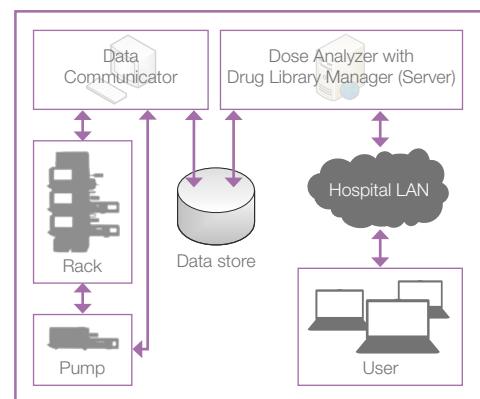 Data
Communicator
Dose Analyzer with
Drug Library Manager (Server)
Hospital LAN
Rack
Data store
Pump
User